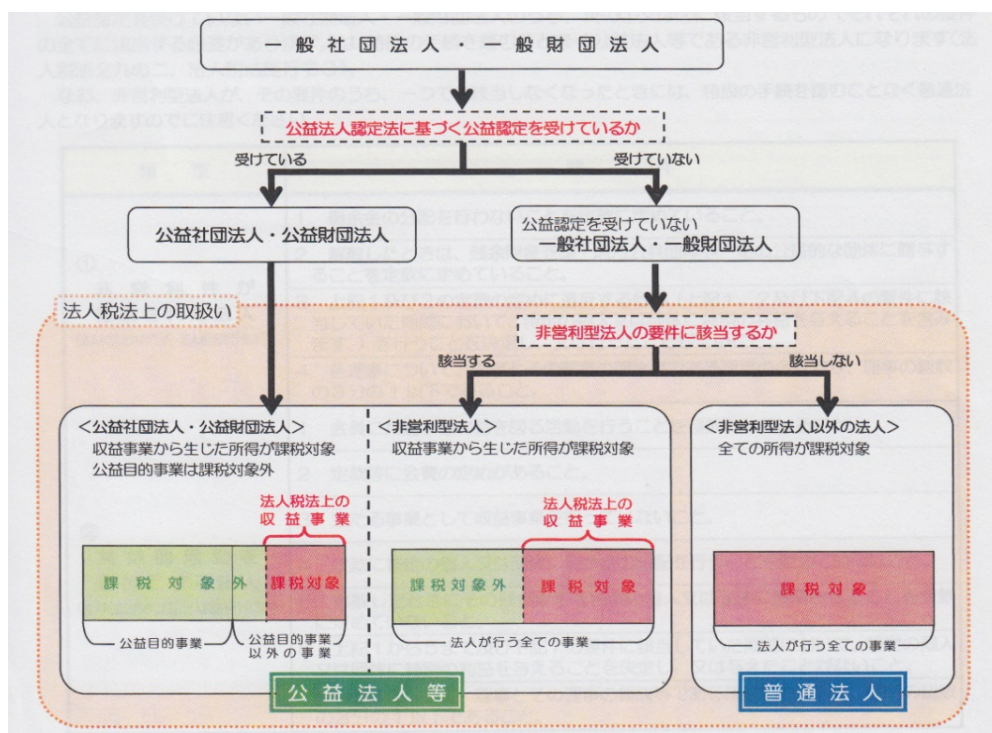 一般社団法人・一般財団法人
公益法人認定法に基づく公益認定を受けているか
受けている
受けていない
公益社団法人・公益財団法人
公益認定を受けていない
一般社団法人・一般財団法人
法人税法上の取扱い
非営利型法人の要件に該当するか
該当する
該当しない
<公益社団法人・公益財団法人>
収益事業から生じた所得が課税対象
公益目的事業は課税対象外
法人税法上の
収益事業
課税対象外
課税対象
公益目的事業
公益目的事業
以外の事業
<非営利型法人>
収益事業から生じた所得が課税対象
法人税法上の
収益事業
課税対象外
課税対象
法人が行う全ての事業
公益法人等
<非営利型法人以外の法人>
全ての所得が課税対象
課税対象
法人が行う全ての事業
普通法人